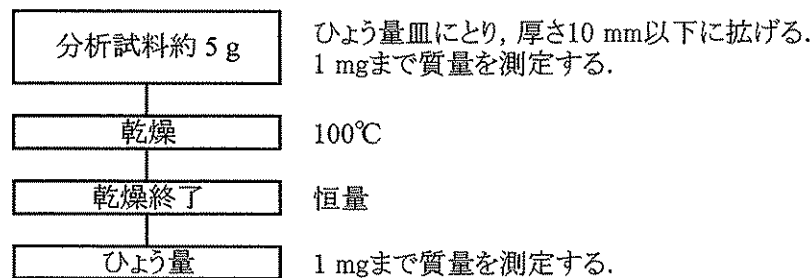 分析試料約 5 g
ひょう量皿にとり, 厚さ10 mm以下に拡げる.
1 mgまで質量を測定する.
乾燥
100℃
乾燥終了
恒量
ひょう量
1 mgまで質量を測定する.